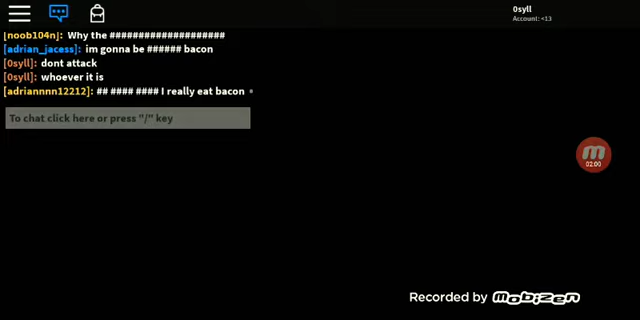 0syll
Account: <13
[noob104n]: Why the ####################
[adrian_jacess]: im gonna be ###### bacon
[0syll]: dont attack
[0syll]: whoever it is
[adriannnn12212]: ## #### #### I really eat bacon
To chat click here or press "/" key
02:00
Recorded by Mobizen